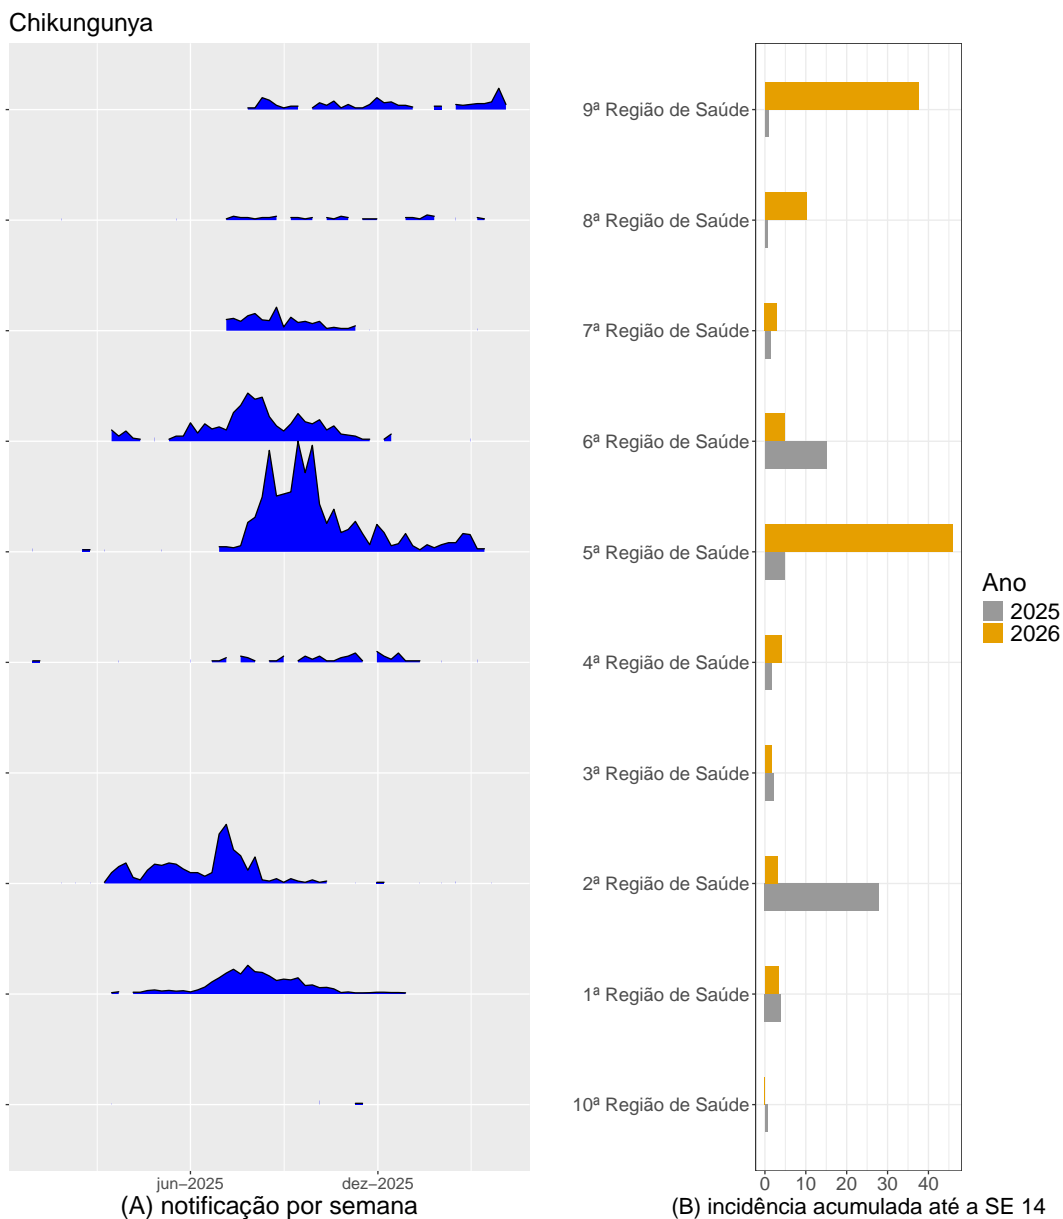 Chikungunya
9ª Região de Saúde
8ª Região de Saúde
7ª Região de Saúde
6ª Região de Saúde
5ª Região de Saúde
4ª Região de Saúde
3ª Região de Saúde
2ª Região de Saúde
1ª Região de Saúde
10ª Região de Saúde
Ano
2025
2026
jun−2025 dez−2025
0 10 20 30 40
(A) notificação por semana
(B) incidência acumulada até a SE 14